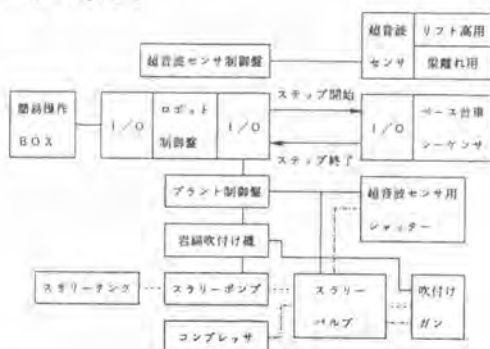 超音波
センサ
リフト高用
梁離れ用
超音波センサ制御盤
簡易操作
BOX
I/O
ロボット
制御盤
I/O
ステップ開始
ステップ終了
I/O
ベース台車
シーケンサ
プラント制御盤
超音波センサ用
シャッター
岩綿吹付け機
スラリータンク
スラリーポンプ
スラリー
バルブ
吹付け
ガン
コンプレッサ